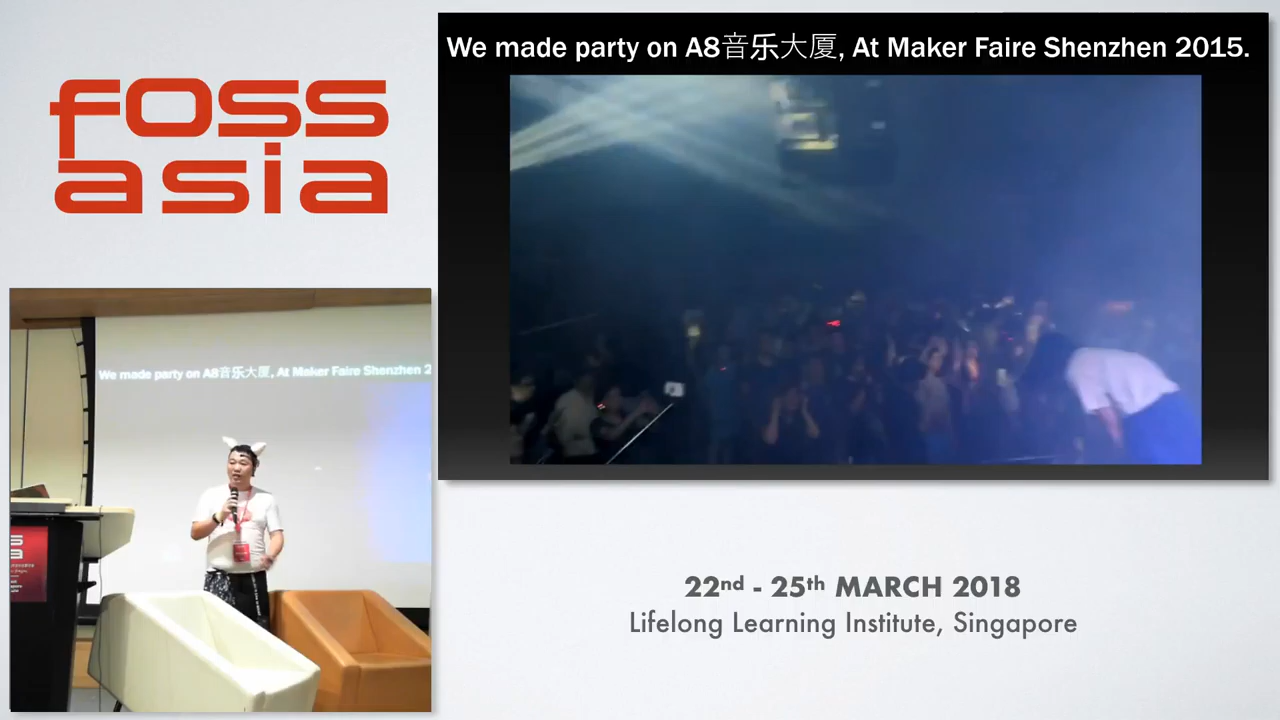 foss
asia
We made party on A8音乐大厦, At Maker Faire Shenzhen 2015.
We made party on A8音乐大厦, At Maker Faire Shenzhen 2
22nd - 25th MARCH 2018
Lifelong Learning Institute, Singapore